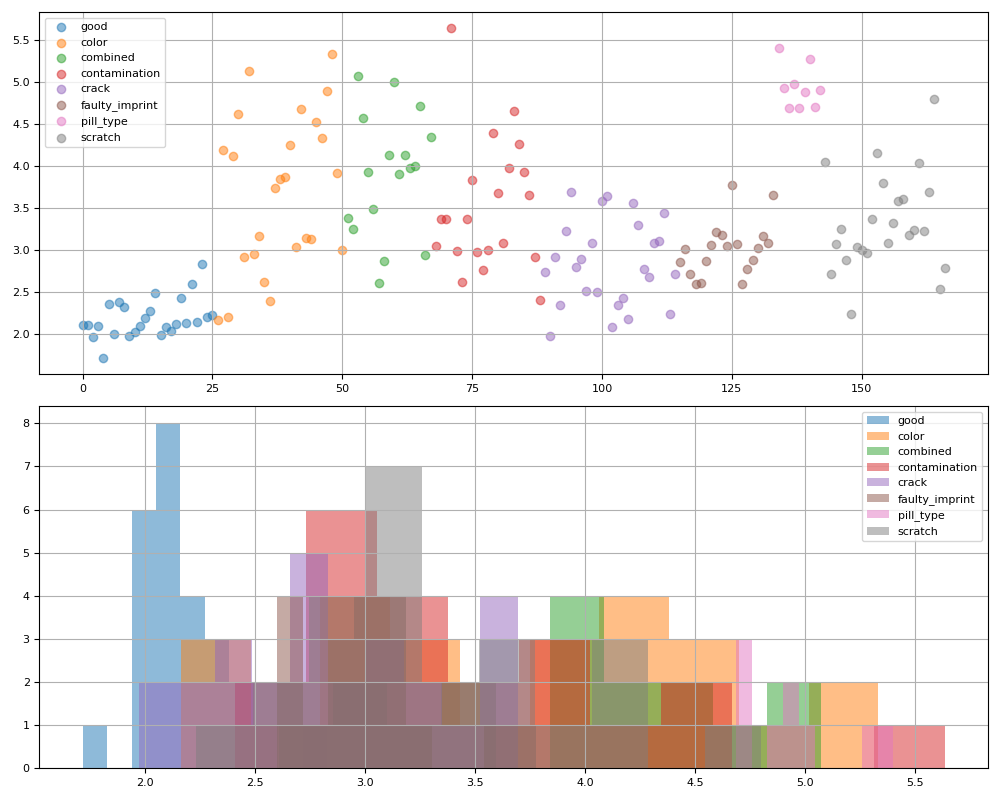 5.5
5.0
4.5
4.0
3.5
3.0
2.5
2.0
good
color
combined
contamination
crack
faulty_imprint
pill_type
scratch
0 25 50 75 100 125 150
8
7
6
5
4
3
2
1
0
good
color
combined
contamination
crack
faulty_imprint
pill_type
scratch
2.0 2.5 3.0 3.5 4.0 4.5 5.0 5.5